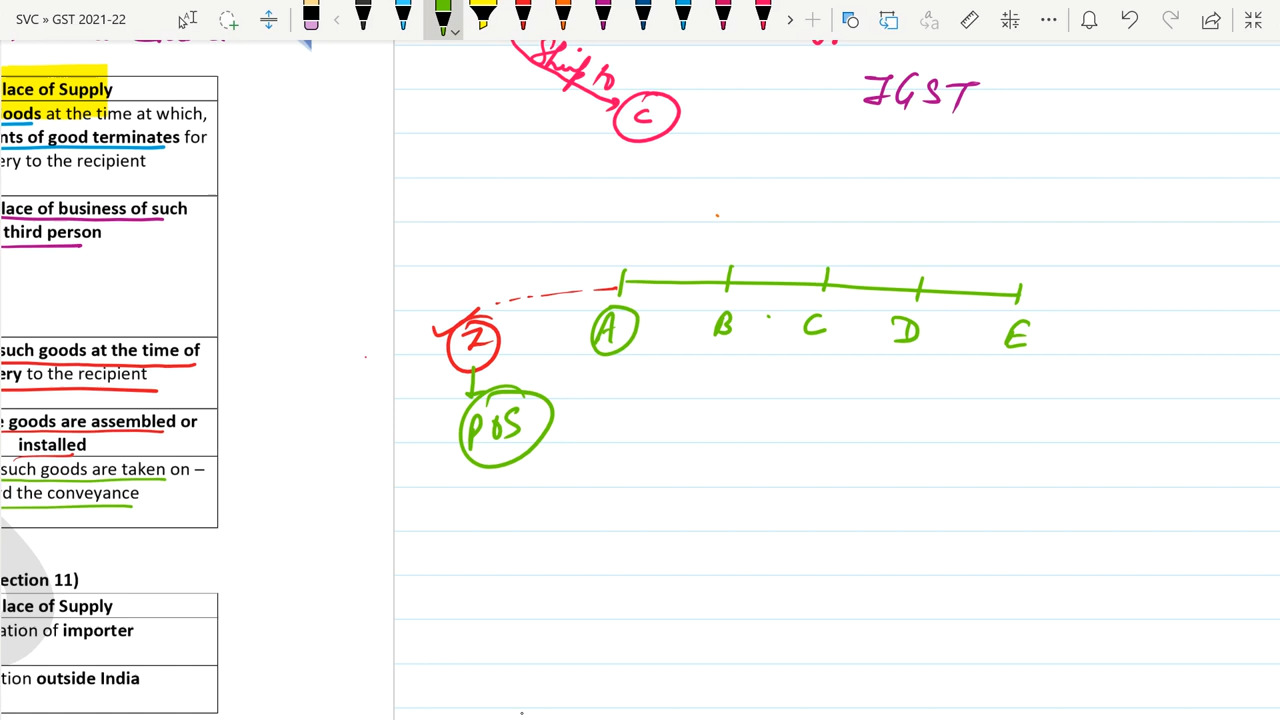 SVC » GST 2021-22
lace of Supply
oods at the time at which,
nts of good terminates for
ery to the recipient
lace of business of such
third person
such goods at the time of
ery to the recipient
e goods are assembled or
installed
such goods are taken on –
d the conveyance
ection 11)
lace of Supply
ation of importer
tion outside India
Ship to
C
IGST
A B C D E
Z
POS